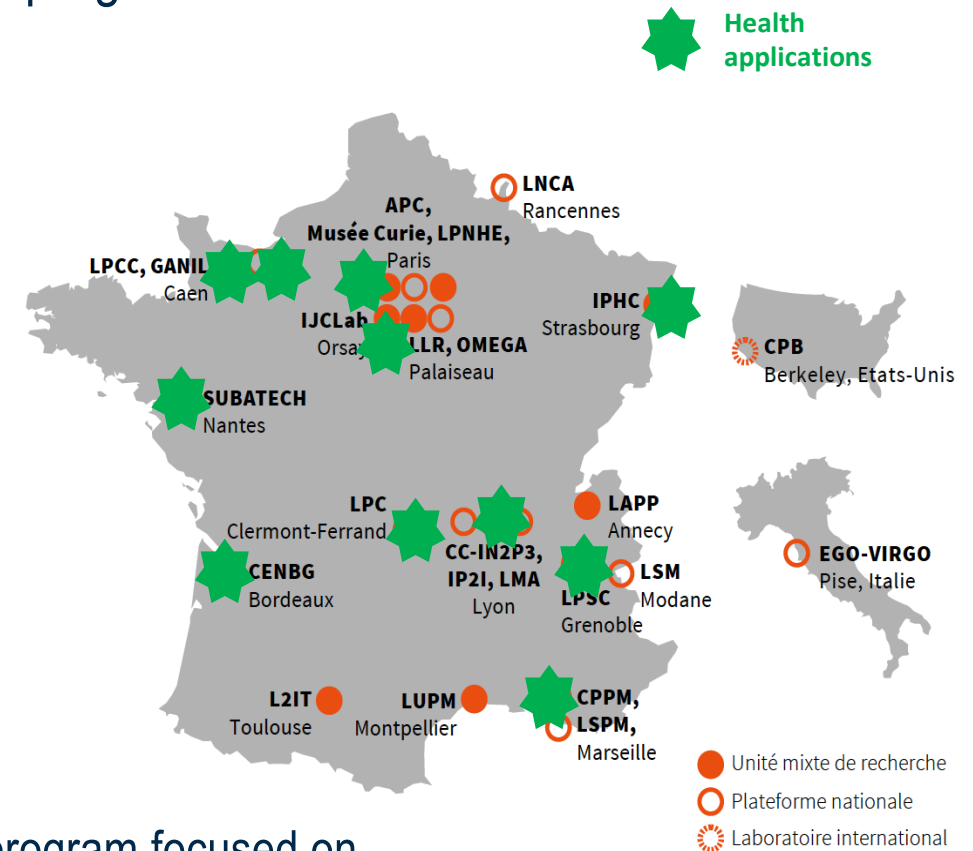 Health
applications
LNCA
Rancennes
APC,
Musée Curie, LPNHE,
Paris
LPCC, GANIL
Caen
IJCLab
Orsay
LLR, OMEGA
Palaiseau
IPHC
Strasbourg
CPB
Berkeley, Etats-Unis
SUBATECH
Nantes
LPC
Clermont-Ferrand
CC-IN2P3,
IP2I, LMA
Lyon
LAPP
Annecy
LSM
Modane
LPSC
Grenoble
EGO-VIRGO
Pise, Italie
CENBG
Bordeaux
L2IT
Toulouse
LUPM
Montpellier
CPPM,
LSPM,
Marseille
Unité mixte de recherche
Plateforme nationale
Laboratoire international
program focused on